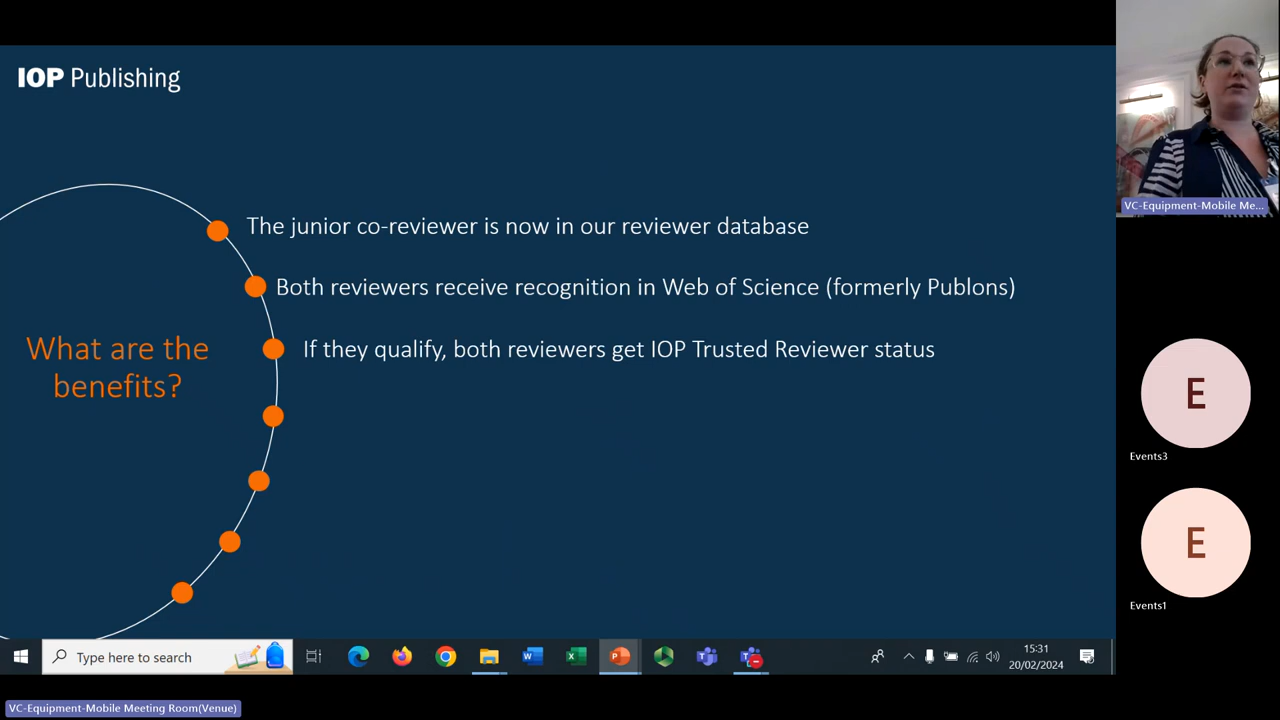 IOP Publishing
The junior co-reviewer is now in our reviewer database
Both reviewers receive recognition in Web of Science (formerly Publons)
If they qualify, both reviewers get IOP Trusted Reviewer status
What are the
benefits?
VC-Equipment-Mobile Me...
E
Events3
E
Events1
Type here to search
15:31
20/02/2024
VC-Equipment-Mobile Meeting Room(Venue)